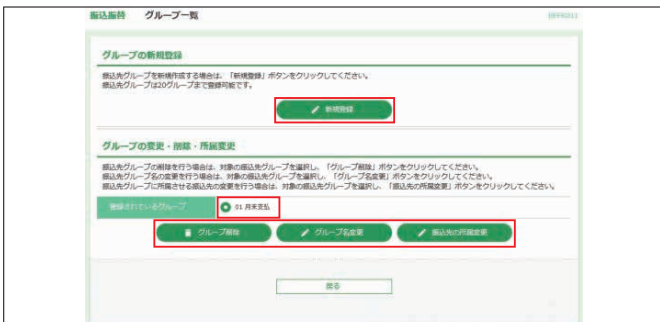 振込振替 グループ一覧
グループの新規登録
振込先グループを新規作成する場合は、「新規登録」ボタンをクリックしてください。
振込先グループは20グループまで登録可能です。
新規登録
グループの変更・削除・所属変更
振込先グループの削除を行う場合は、対象の振込先グループを選択し、「グループ削除」ボタンをクリックしてください。
振込先グループ名の変更を行う場合は、対象の振込先グループを選択し、「グループ名変更」ボタンをクリックしてください。
振込先グループに所属させる振込先の変更を行う場合は、対象の振込先グループを選択し、「振込先の所属変更」ボタンをクリックしてください。
登録されているグループ 01 月末支払
グループ削除 グループ名変更 振込先の所属変更
戻る